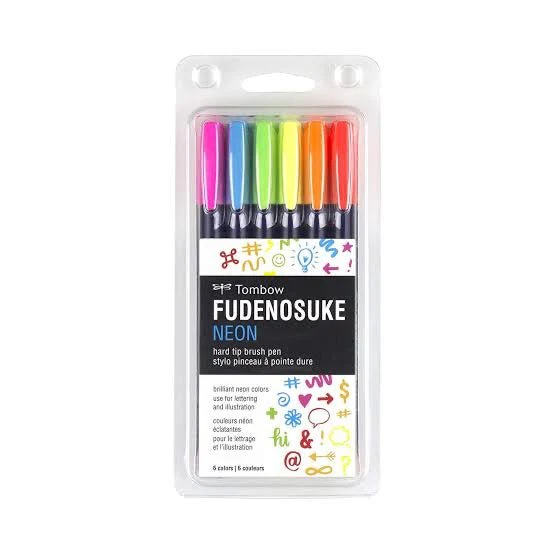 Tombow
FUDENOSUKE
NEON
hard tip brush pen
stylo pinceau à pointe dure
brilliant neon colors
use for lettering
and illustration
couleurs néon
éclatantes
pour le lettrage
et l'illustration
hi & !
@
?
6 colors | 6 couleurs